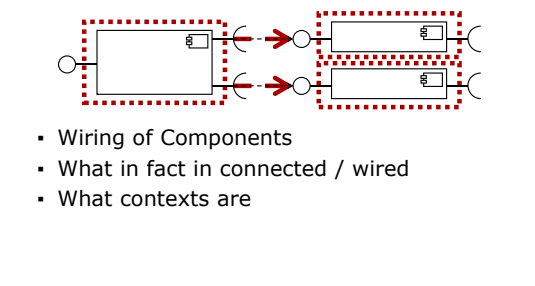 Wiring of Components
What in fact in connected / wired
What contexts are